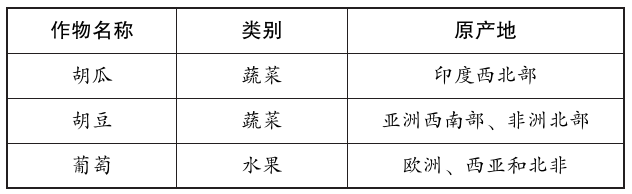 作物名称 类别 原产地
胡瓜 蔬菜 印度西北部
胡豆 蔬菜 亚洲西南部、非洲北部
葡萄 水果 欧洲、西亚和北非